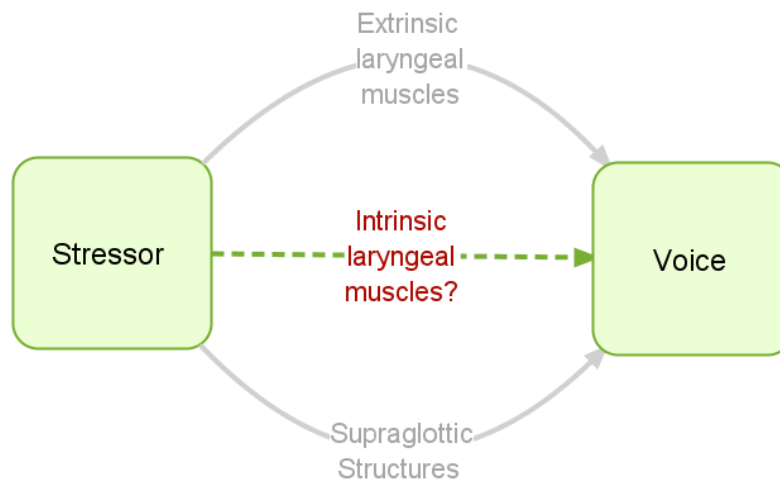 Extrinsic
laryngeal
muscles
Stressor
Intrinsic
laryngeal
muscles?
Voice
Supraglottic
Structures